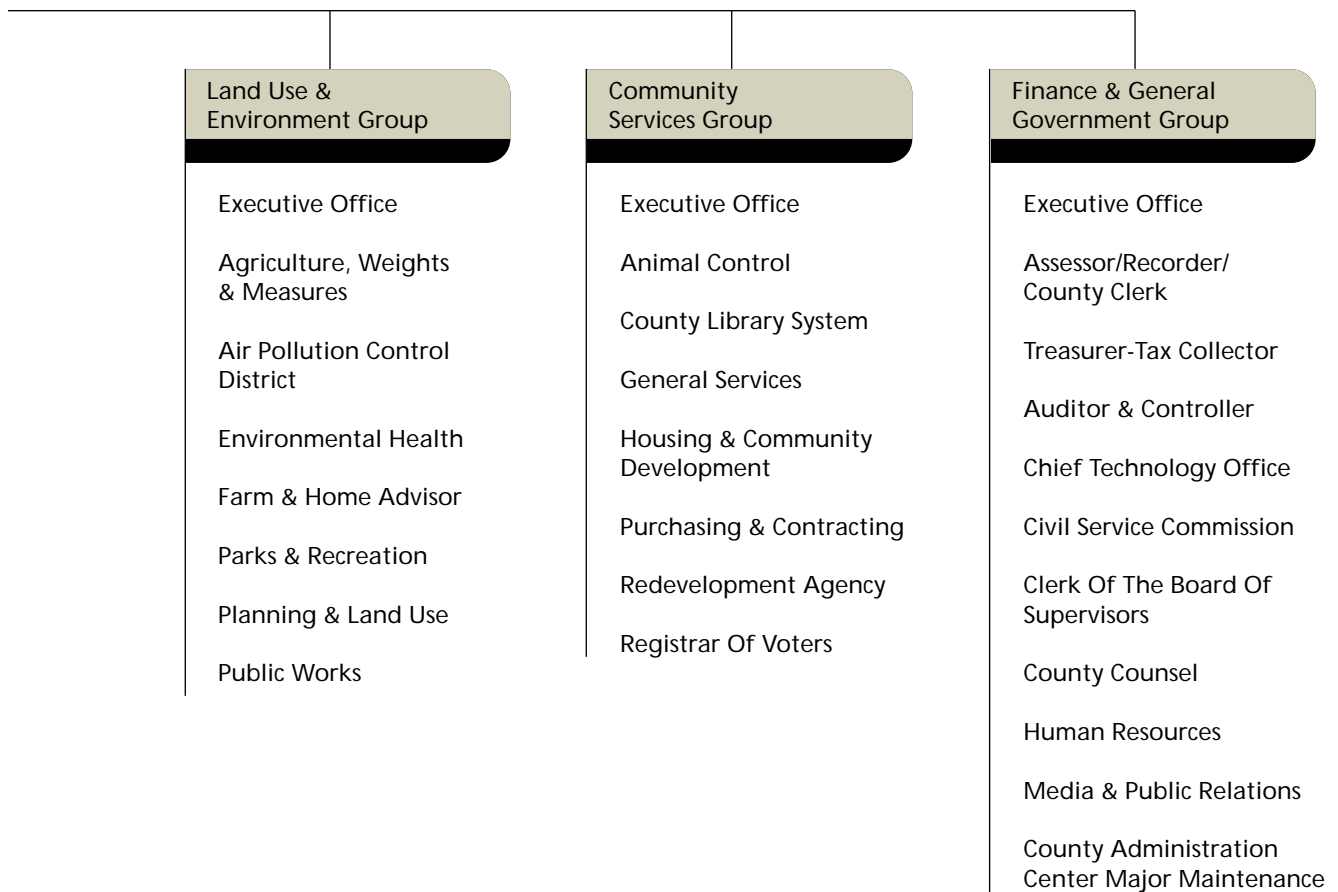 Land Use &
Environment Group
Executive Office
Agriculture, Weights
& Measures
Air Pollution Control
District
Environmental Health
Farm & Home Advisor
Parks & Recreation
Planning & Land Use
Public Works
Community
Services Group
Executive Office
Animal Control
County Library System
General Services
Housing & Community
Development
Purchasing & Contracting
Redevelopment Agency
Registrar Of Voters
Finance & General
Government Group
Executive Office
Assessor/Recorder/
County Clerk
Treasurer-Tax Collector
Auditor & Controller
Chief Technology Office
Civil Service Commission
Clerk Of The Board Of
Supervisors
County Counsel
Human Resources
Media & Public Relations
County Administration
Center Major Maintenance